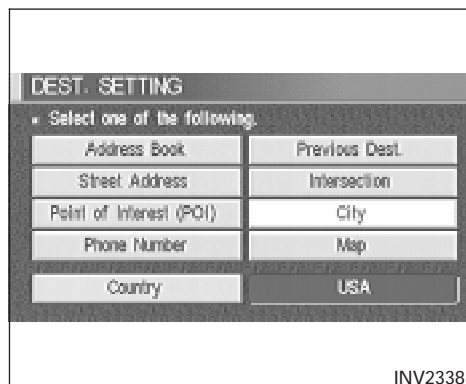 DEST. SETTING
Select one of the following.
Address Book Previous Dest.
Street Address Intersection
Point of Interest (POI) City
Phone Number Map
Country USA
INV2338